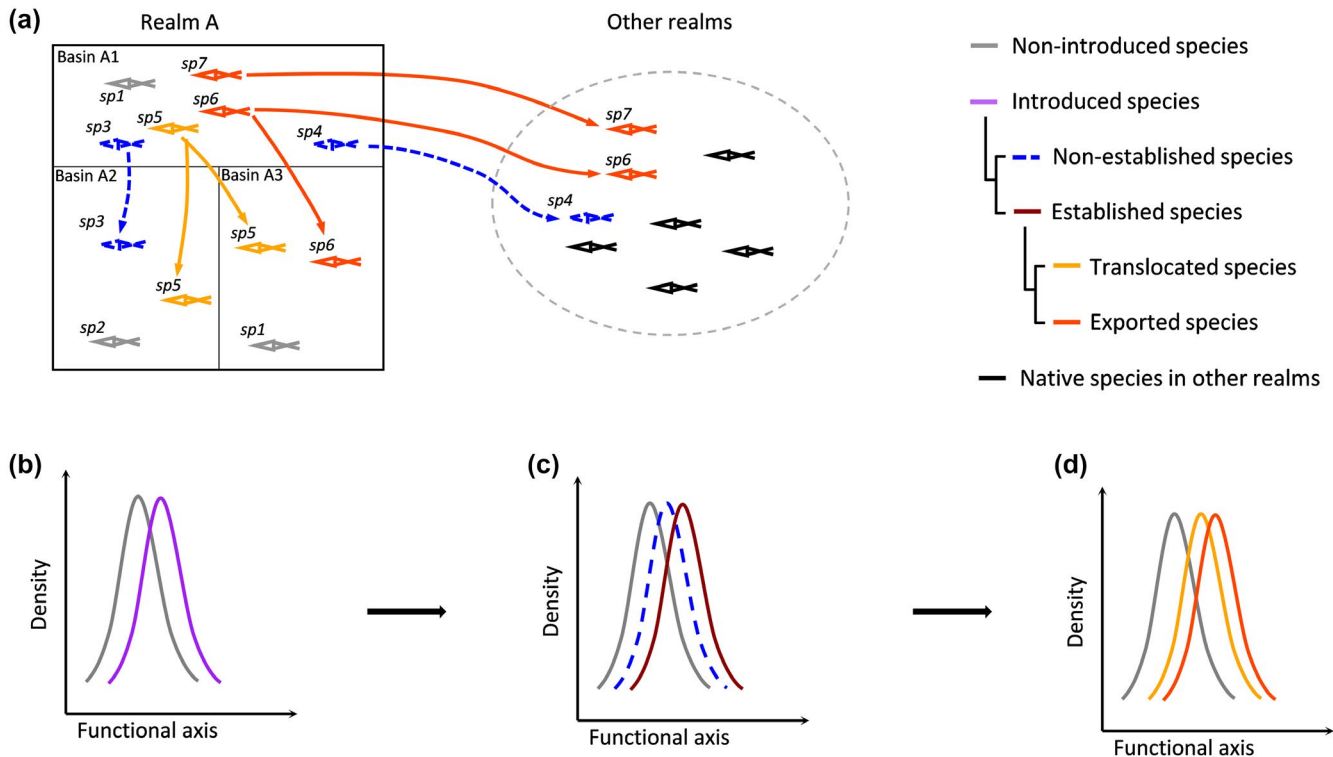 (a)
Realm A
Other realms
Basin A1
sp7
sp1
sp6
sp5
sp3
sp4
Basin A2
Basin A3
sp3
sp5
sp6
sp5
sp2
sp1
sp7
sp6
sp4
Non-introduced species
Introduced species
Non-established species
Established species
Translocated species
Exported species
Native species in other realms
(b)
Density
Functional axis
(c)
Density
Functional axis
(d)
Density
Functional axis